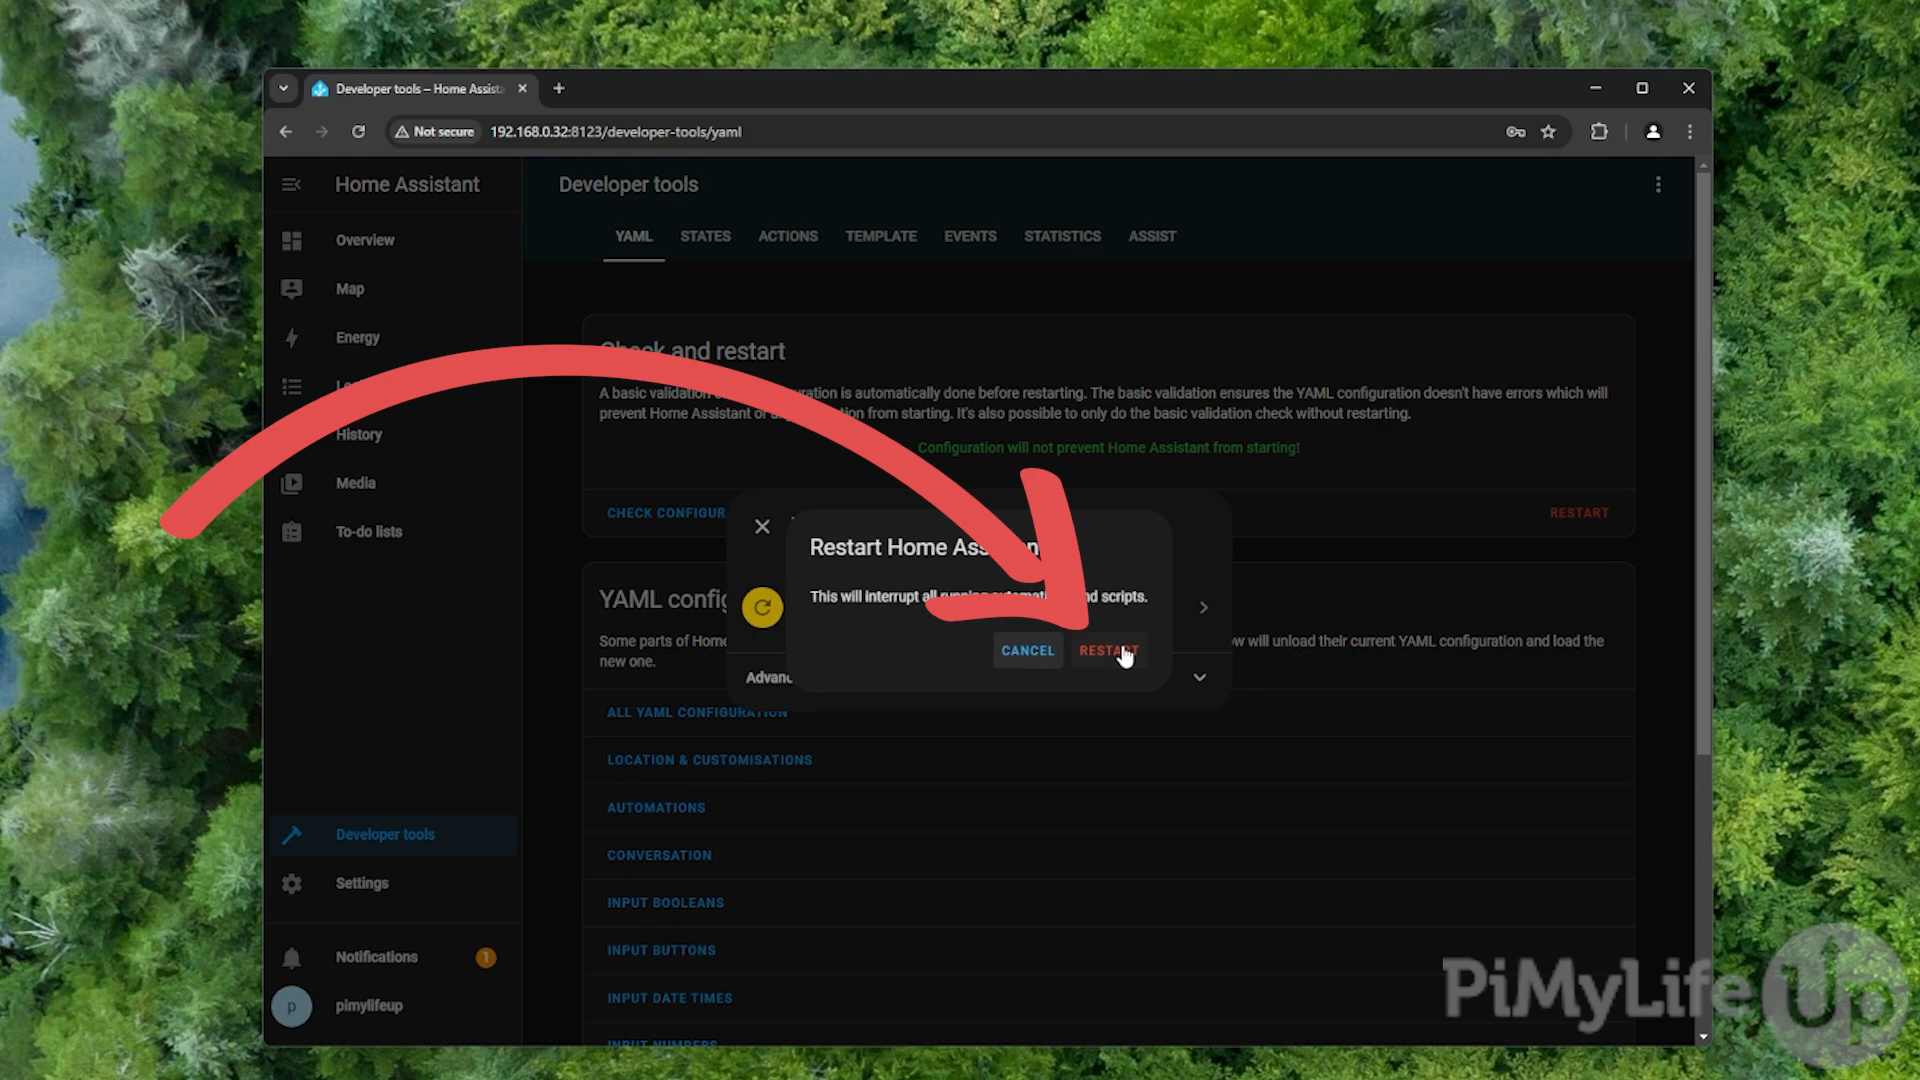 Developer tools – Home Assista
Not secure
192.168.0.32:8123/developer-tools/yaml
Home Assistant
Developer tools
YAML
STATES
ACTIONS
TEMPLATE
EVENTS
STATISTICS
ASSIST
Overview
Map
Energy
History
Media
To-do lists
Developer tools
Settings
Notifications
1
p
pimylifeup
and restart
A basic validation is automatically done before restarting. The basic validation ensures the YAML configuration doesn't have errors which will
prevent Home Assistant or from starting. It's also possible to only do the basic validation check without restarting.
Configuration will not prevent Home Assistant from starting!
CHECK CONFIGUR
RESTART
Restart Home Ass
This will interrupt all running scripts.
CANCEL
RESTART
Advanc
YAML config
Some parts of Home w will unload their current YAML configuration and load the
new one.
ALL YAML CONFIGURATION
LOCATION & CUSTOMISATIONS
AUTOMATIONS
CONVERSATION
INPUT BOOLEANS
INPUT BUTTONS
INPUT DATE TIMES
INPUT NUMBERS
PiMyLifeUp